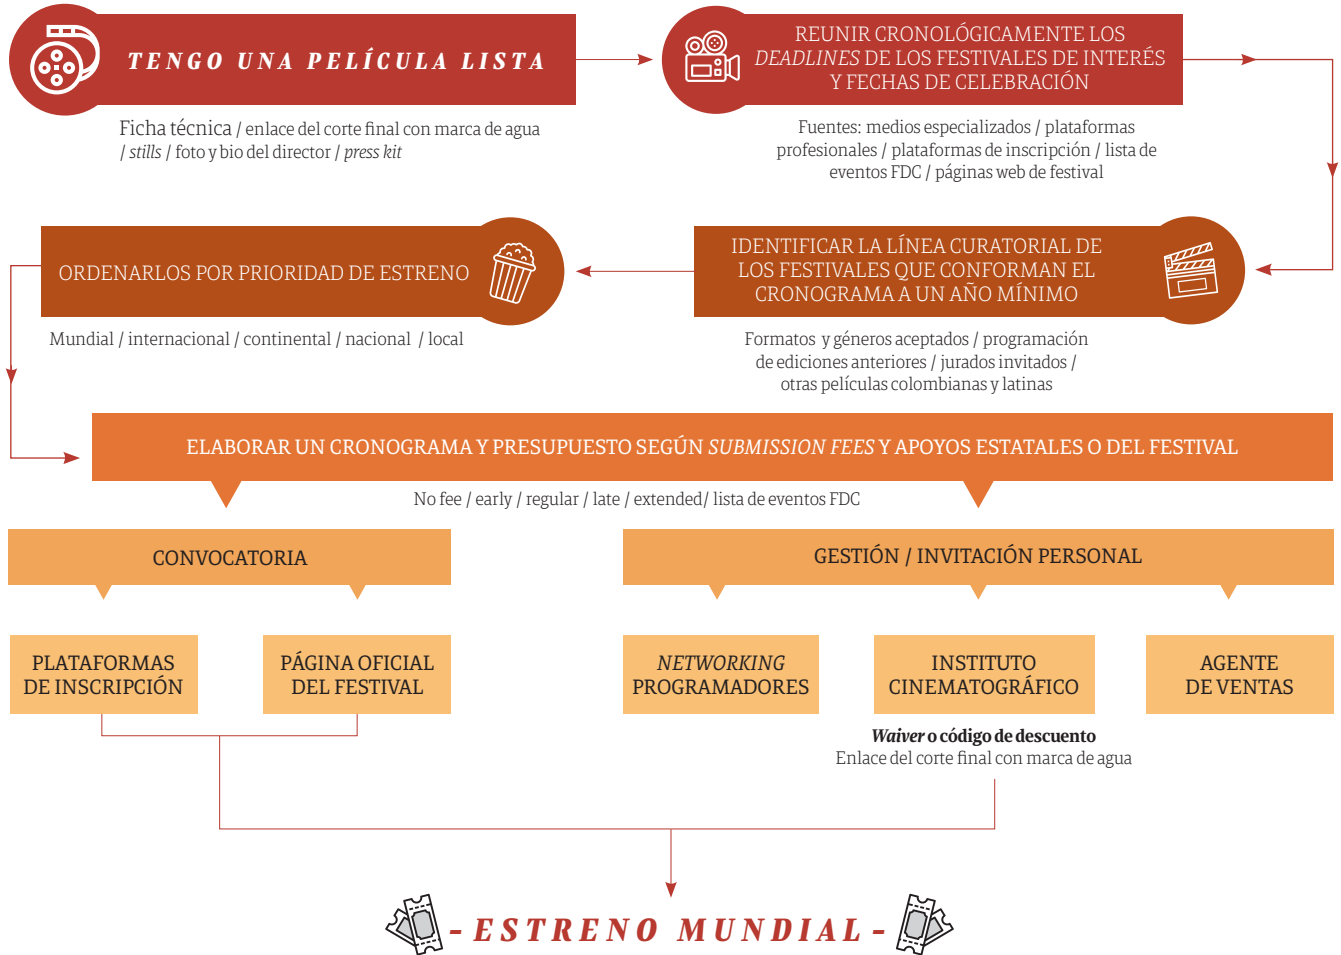 TENGO UNA PELÍCULA LISTA
Ficha técnica / enlace del corte final con marca de agua
/ stills / foto y bio del director / press kit
REUNIR CRONOLÓGICAMENTE LOS
DEADLINES DE LOS FESTIVALES DE INTERÉS
Y FECHAS DE CELEBRACIÓN
Fuentes: medios especializados / plataformas
profesionales / plataformas de inscripción / lista de
eventos FDC / páginas web de festival
IDENTIFICAR LA LÍNEA CURATORIAL DE
LOS FESTIVALES QUE CONFORMAN EL
CRONOGRAMA A UN AÑO MÍNIMO
Formatos y géneros aceptados / programación
de ediciones anteriores / jurados invitados /
otras películas colombianas y latinas
ORDENARLOS POR PRIORIDAD DE ESTRENO
Mundial / internacional / continental / nacional / local
ELABORAR UN CRONOGRAMA Y PRESUPUESTO SEGÚN SUBMISSION FEES Y APOYOS ESTATALES O DEL FESTIVAL
No fee / early / regular / late / extended/ lista de eventos FDC
CONVOCATORIA
PLATAFORMAS
DE INSCRIPCIÓN
PÁGINA OFICIAL
DEL FESTIVAL
GESTIÓN / INVITACIÓN PERSONAL
NETWORKING
PROGRAMADORES
INSTITUTO
CINEMATOGRÁFICO
Waiver o código de descuento
Enlace del corte final con marca de agua
AGENTE
DE VENTAS
- ESTRENO MUNDIAL -